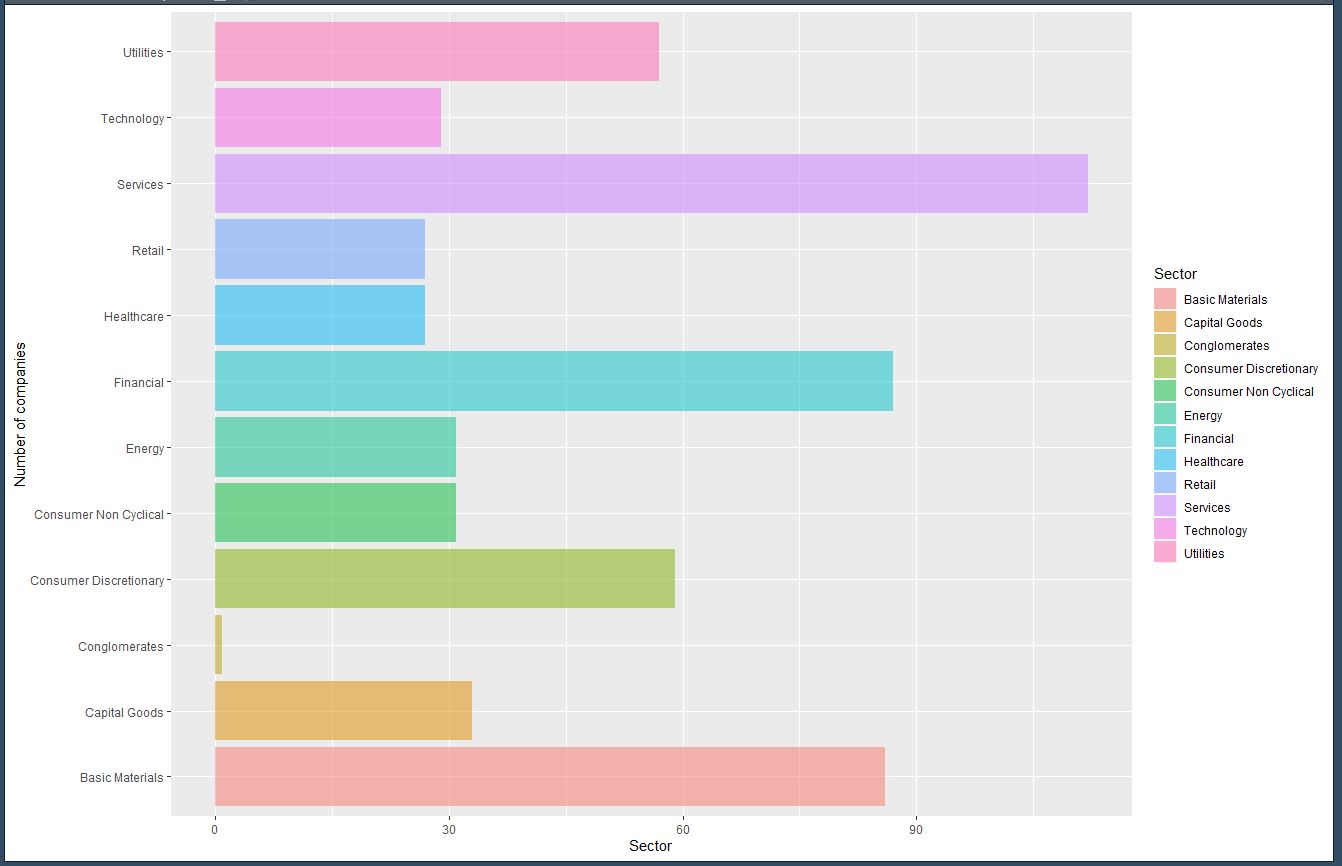 Utilities
Technology
Services
Retail
Healthcare
Financial
Energy
Consumer Non Cyclical
Consumer Discretionary
Conglomerates
Capital Goods
Basic Materials
Number of companies
0 30 60 90
Sector
Sector
Basic Materials
Capital Goods
Conglomerates
Consumer Discretionary
Consumer Non Cyclical
Energy
Financial
Healthcare
Retail
Services
Technology
Utilities